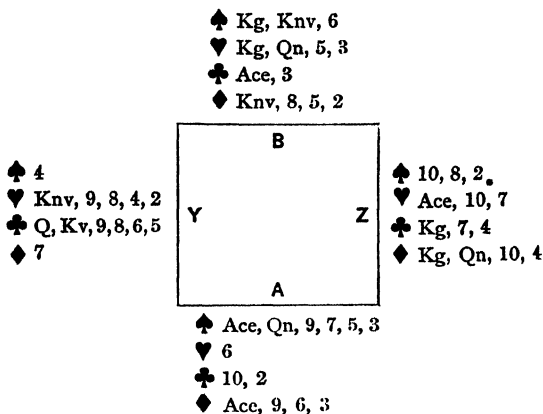 ♠ Kg, Knv, 6
♥ Kg, Qn, 5, 3
♣ Ace, 3
♦ Knv, 8, 5, 2
B
♠ 4
♥ Knv, 9, 8, 4, 2
♣ Q, Kv, 9, 8, 6, 5
♦ 7
Y
Z
♠ 10, 8, 2.
♥ Ace, 10, 7
♣ Kg, 7, 4
♦ Kg, Qn, 10, 4
A
♠ Ace, Qn, 9, 7, 5, 3
♥ 6
♣ 10, 2
♦ Ace, 9, 6, 3